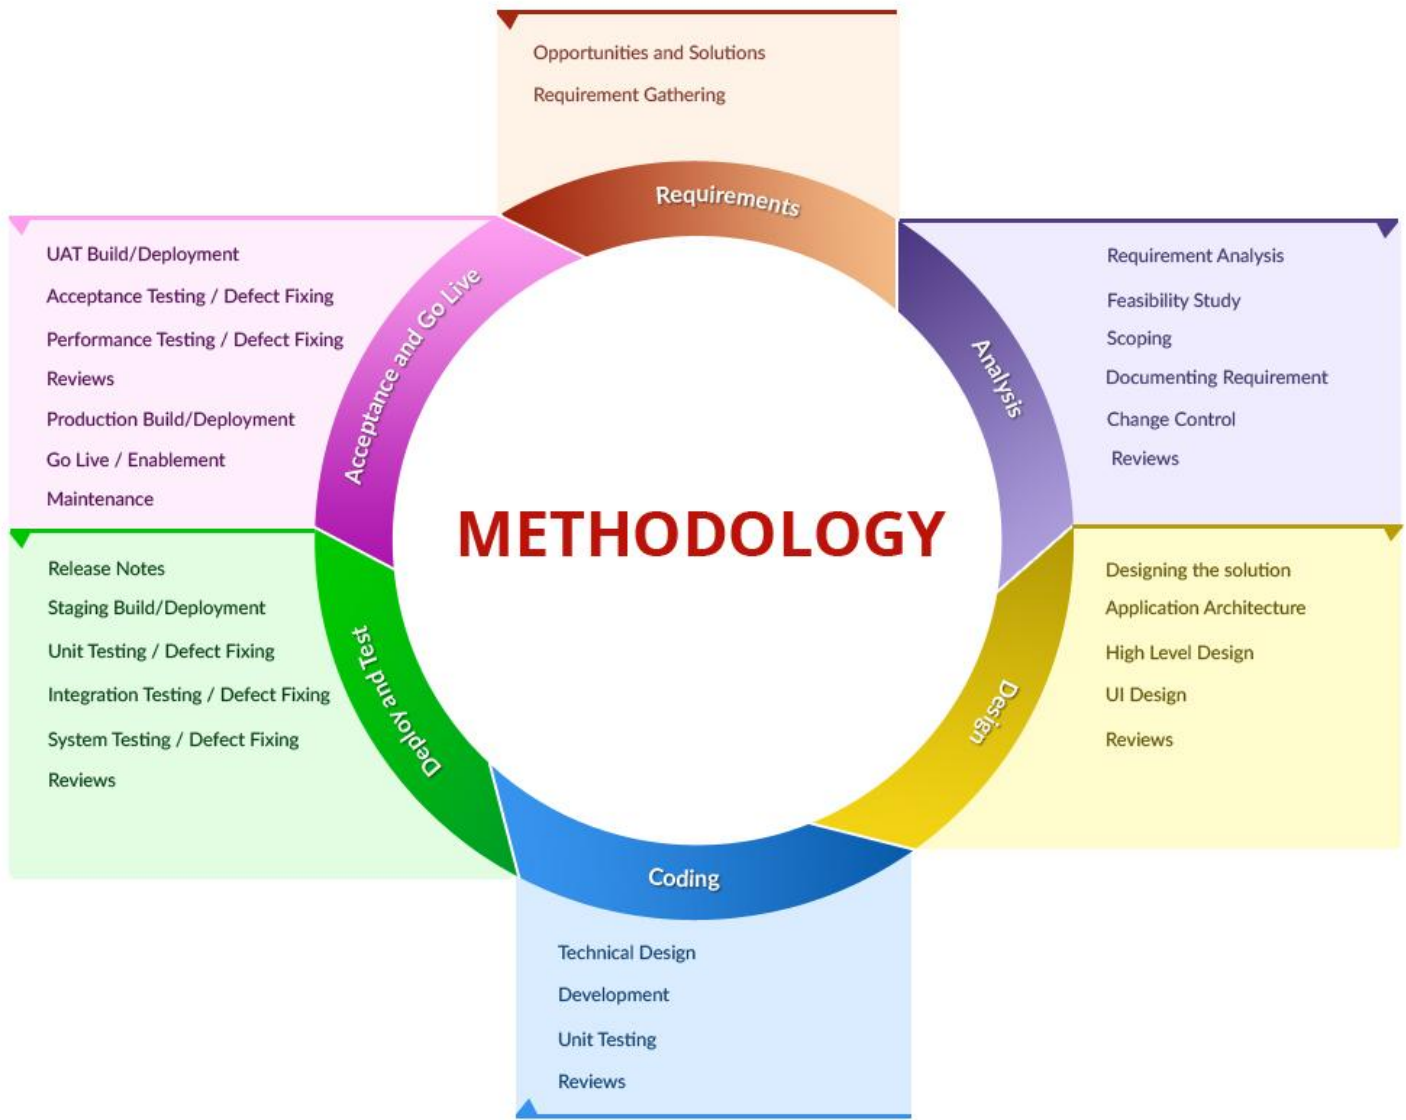 Opportunities and Solutions
Requirement Gathering
Requirements
Requirement Analysis
Feasibility Study
Scoping
Documenting Requirement
Change Control
Reviews
Analysis
Designing the solution
Application Architecture
High Level Design
UI Design
Reviews
Design
Coding
Technical Design
Development
Unit Testing
Reviews
Release Notes
Staging Build/Deployment
Unit Testing / Defect Fixing
Integration Testing / Defect Fixing
System Testing / Defect Fixing
Reviews
Deploy and Test
UAT Build/Deployment
Acceptance Testing / Defect Fixing
Performance Testing / Defect Fixing
Reviews
Production Build/Deployment
Go Live / Enablement
Maintenance
Acceptance and Go Live
METHODOLOGY